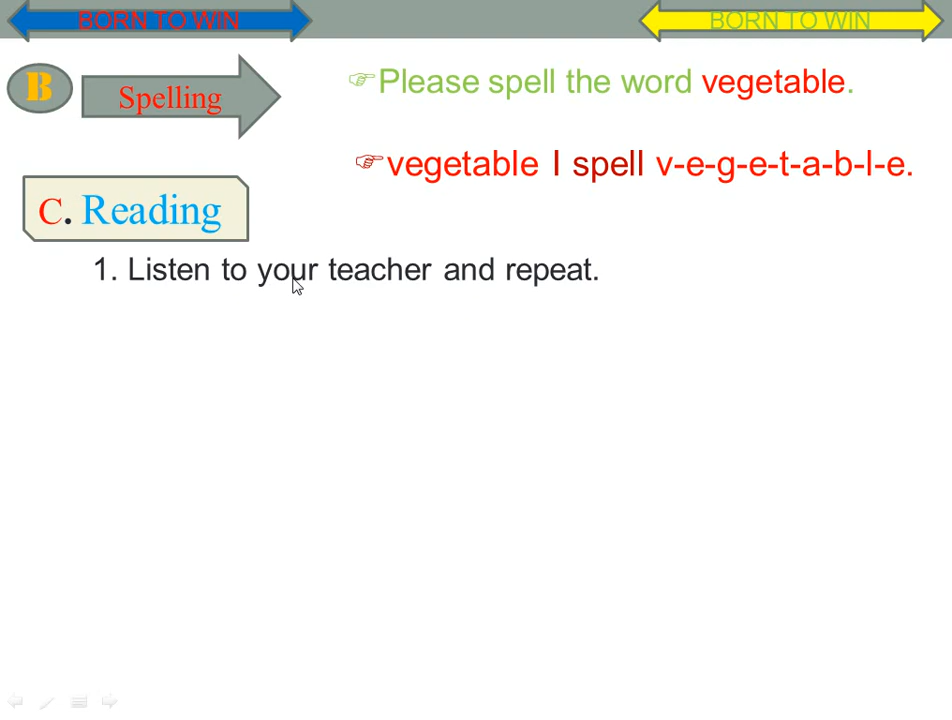 BORN TO WIN
BORN TO WIN
B
Spelling
☞Please spell the word vegetable.
☞vegetable I spell v-e-g-e-t-a-b-l-e.
C. Reading
1. Listen to your teacher and repeat.